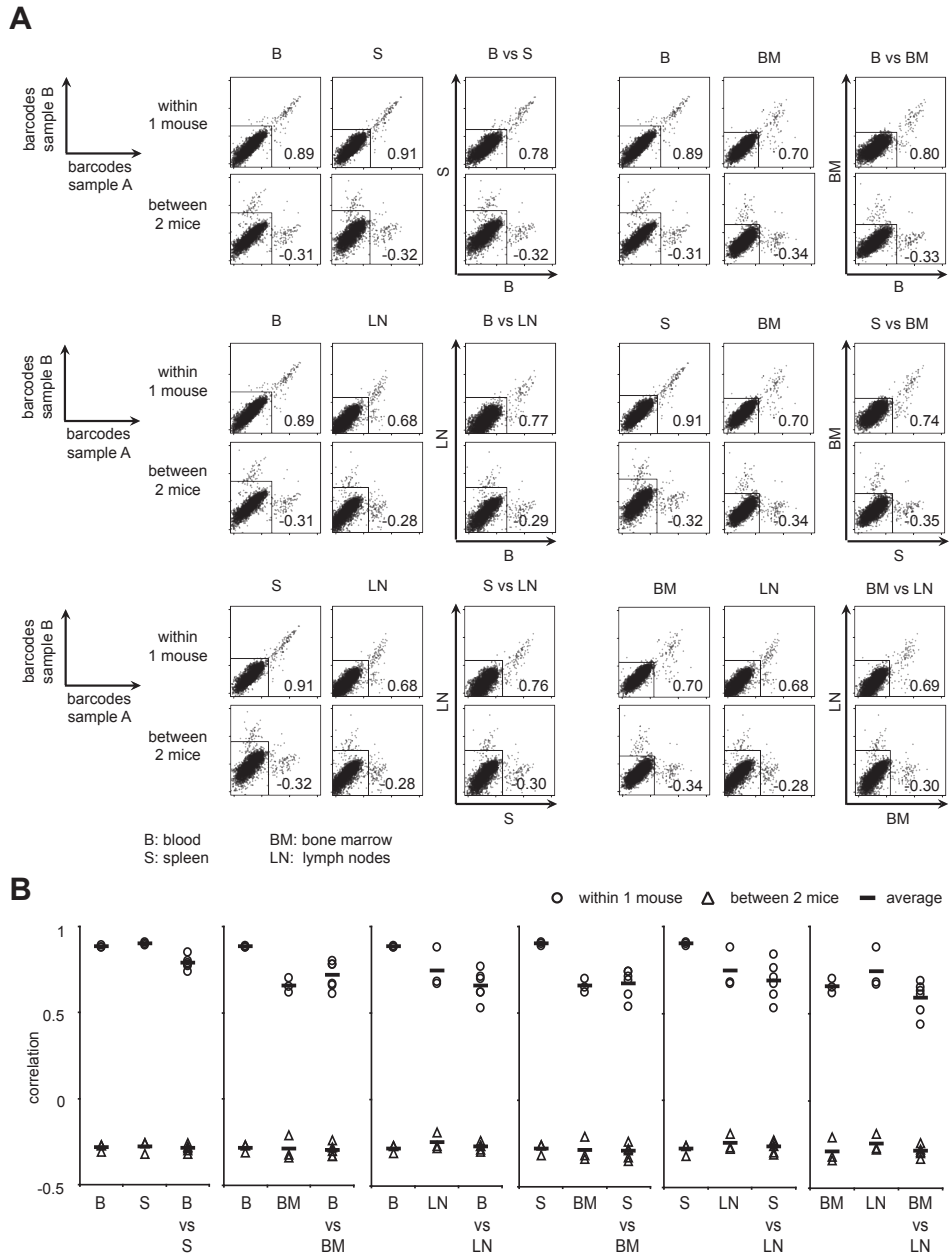 A
B S B vs S B BM B vs BM
barcodes
sample B
within
1 mouse
0.89 0.91 0.78 0.89 0.70 0.80
barcodes
sample A
S
BM
between
2 mice
-0.31 -0.32 -0.32 -0.31 -0.34 -0.33
B B
B LN B vs LN S BM S vs BM
barcodes
sample B
within
1 mouse
0.89 0.68 0.77 0.91 0.70 0.74
barcodes
sample A
LN
BM
between
2 mice
-0.31 -0.28 -0.29 -0.32 -0.34 -0.35
B S
S LN S vs LN BM LN BM vs LN
barcodes
sample B
within
1 mouse
0.91 0.68 0.76 0.70 0.68 0.69
barcodes
sample A
LN
LN
between
2 mice
-0.32 -0.28 -0.30 -0.34 -0.28 -0.30
S BM
B: blood BM: bone marrow
S: spleen LN: lymph nodes
B
within 1 mouse between 2 mice average
1
0.5
0
-0.5
correlation
B S B vs S
B BM B vs BM
B LN B vs LN
S BM S vs BM
S LN S vs LN
BM LN BM vs LN